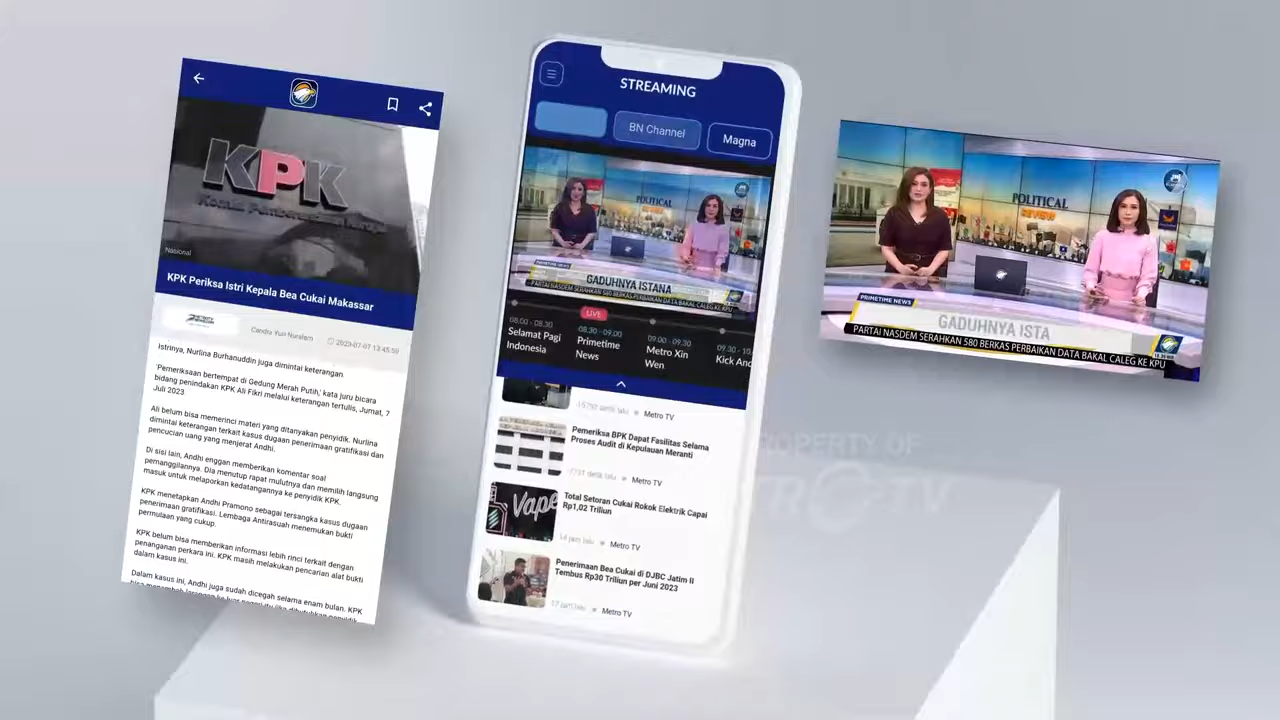 KPK
Nasional
KPK Periksa Istri Kepala Bea Cukai Makassar
Candra Yuri Nuralam
2023-07-07 13:45:59
Istrinya, Nurlina Burhanuddin juga dimintai keterangan.
'Pemeriksaan bertempat di Gedung Merah Putih,' kata juru bicara
bidang penindakan KPK Ali Fikri melalui keterangan tertulis, Jumat, 7
Juli 2023
Ali belum bisa memerinci materi yang ditanyakan penyidik. Nurlina
dimintai keterangan terkait kasus dugaan penerimaan gratifikasi dan
pencucian uang yang menjerat Andhi.
Di sisi lain, Andhi enggan memberikan komentar soal
pemanggilannya. Dia menutup rapat mulutnya dan memilih langsung
masuk untuk melaporkan kedatangannya ke penyidik KPK.
KPK menetapkan Andhi Pramono sebagai tersangka kasus dugaan
penerimaan gratifikasi. Lembaga Antirasuah menemukan bukti
permulaan yang cukup.
KPK belum bisa memberikan informasi lebih rinci terkait dengan
penanganan perkara ini. KPK masih melakukan pencarian alat bukti
dalam kasus ini.
Dalam kasus ini, Andhi juga sudah dicegah selama enam bulan. KPK
STREAMING
BN Channel
Magna
POLITICAL
REVIEW
PRIMETIME NEWS
GADUHNYA ISTANA
PARTAI NASDEM SERAHKAN 580 BERKAS PERBAIKAN DATA BAKAL CALEG KE KPU
LIVE
08.00 - 08.30
Selamat Pagi
Indonesia
08.30 - 09.00
Primetime
News
09.00 - 09.30
Metro Xin
Wen
09.30 - 10.
Kick And
detik lalu
Metro TV
Pemeriksa BPK Dapat Fasilitas Selama
Proses Audit di Kepulauan Meranti
detik lalu
Metro TV
Vape
Total Setoran Cukai Rokok Elektrik Capai
Rp1,02 Triliun
14 jam lalu
Metro TV
Penerimaan Bea Cukai di DJBC Jatim II
Tembus Rp30 Triliun per Juni 2023
17 jam lalu
Metro TV
POLITICAL
REVIEW
PRIMETIME NEWS
GADUHNYA ISTA
PARTAI NASDEM SERAHKAN 580 BERKAS PERBAIKAN DATA BAKAL CALEG KE KPU
PROPERTY OF
TV